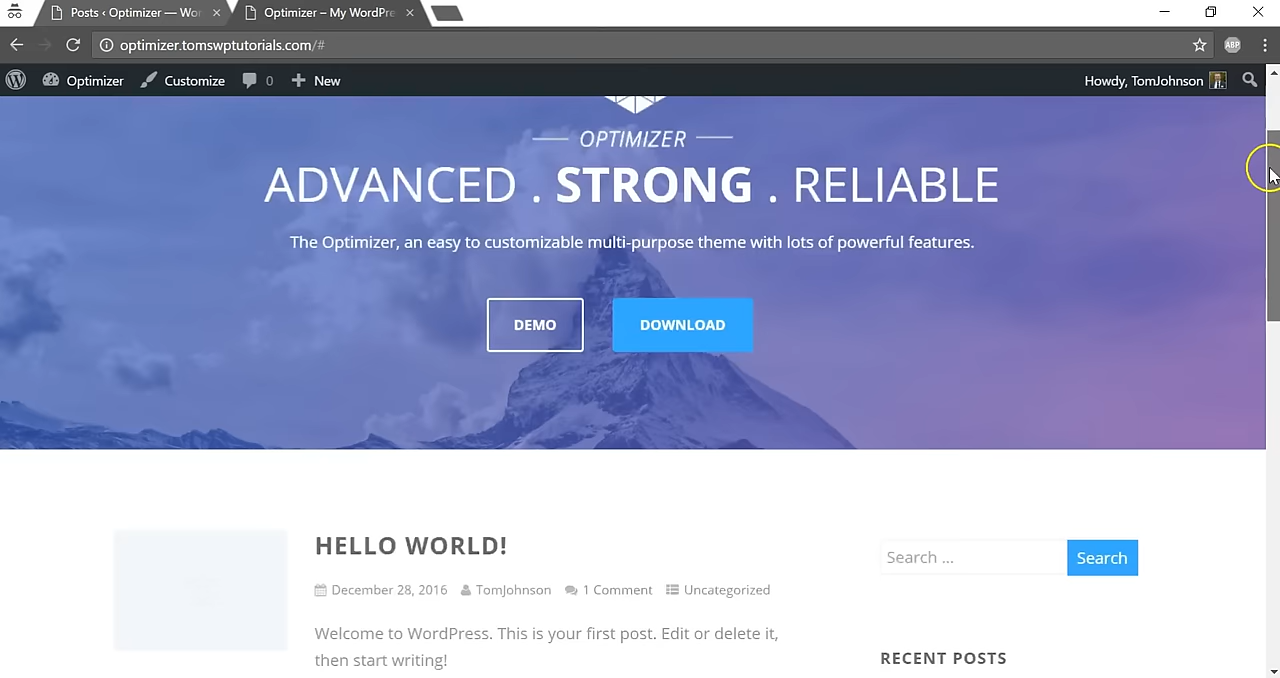 Posts ‹ Optimizer — Wor
Optimizer – My WordPre
optimizer.tomswptutorials.com/#
ABP
Optimizer
Customize
0
New
Howdy, TomJohnson
OPTIMIZER
ADVANCED . STRONG . RELIABLE
The Optimizer, an easy to customizable multi-purpose theme with lots of powerful features.
DEMO
DOWNLOAD
HELLO WORLD!
December 28, 2016 TomJohnson 1 Comment Uncategorized
Welcome to WordPress. This is your first post. Edit or delete it,
then start writing!
Search ...
Search
RECENT POSTS